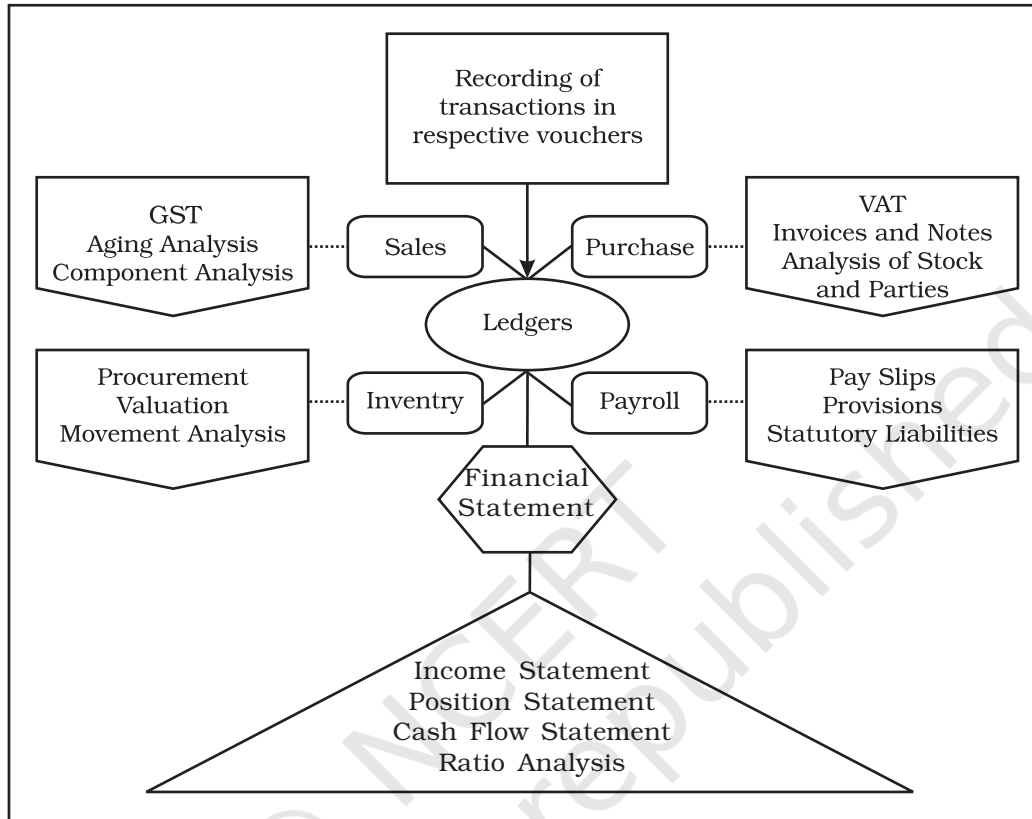 Recording of
transactions in
respective vouchers
GST
Aging Analysis
Component Analysis
Sales
Purchase
VAT
Invoices and Notes
Analysis of Stock
and Parties
Ledgers
Procurement
Valuation
Movement Analysis
Inventry
Payroll
Pay Slips
Provisions
Statutory Liabilities
Financial
Statement
Income Statement
Position Statement
Cash Flow Statement
Ratio Analysis
© NCERT
republished